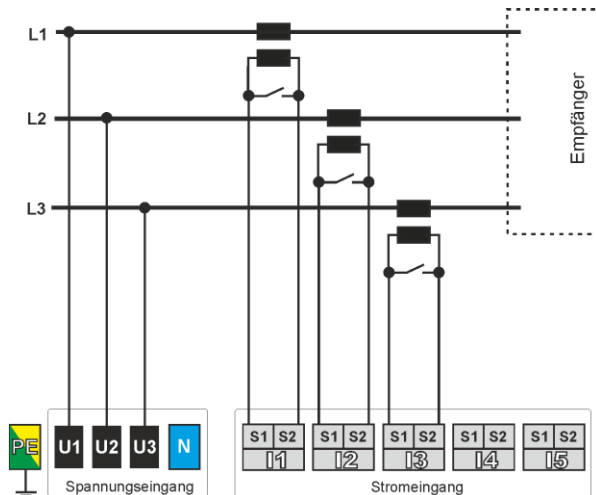 L1
Empfänger
L2
L3
PE U1 U2 U3 N
S1 S2 S1 S2 S1 S2 S1 S2 S1 S2
I1 I2 I3 I4 I5
Spannungseingang Stromeingang